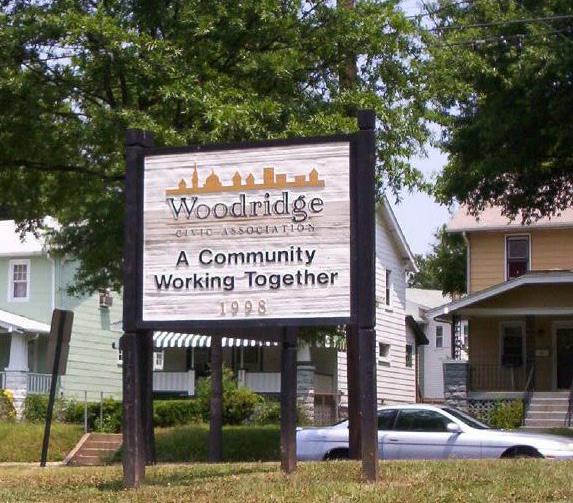 Woodridge
CIVIC ASSOCIATION
A Community
Working Together
1998